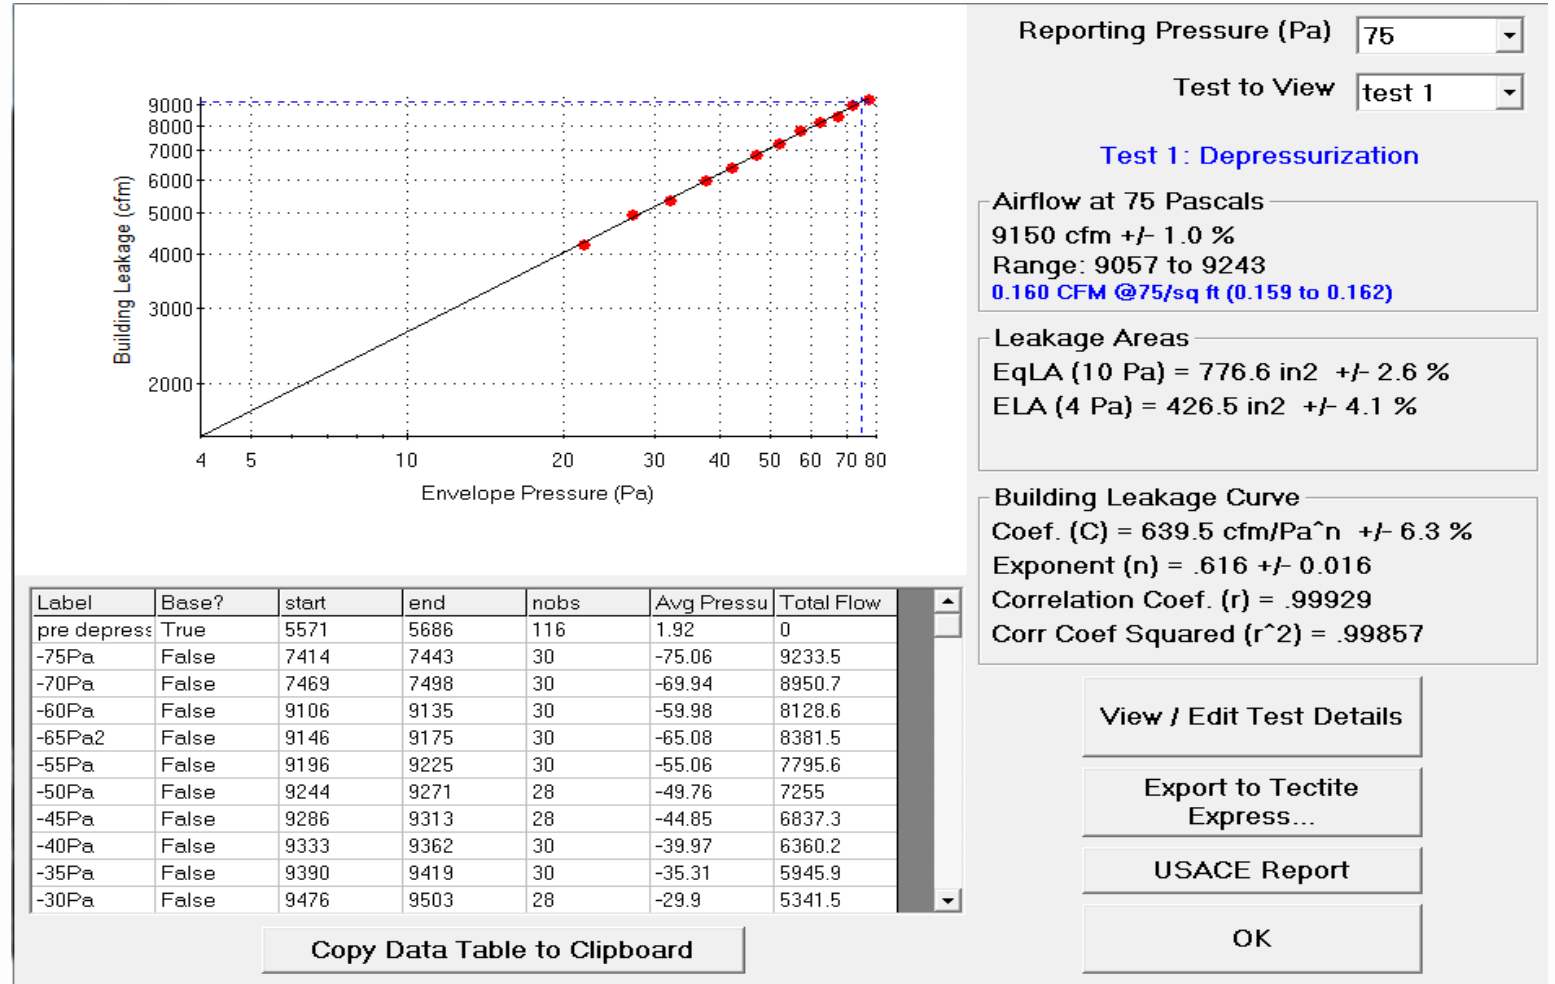 Reporting Pressure (Pa) 75
Test to View test 1
Test 1: Depressurization
Airflow at 75 Pascals
9150 cfm +/- 1.0 %
Range: 9057 to 9243
0.160 CFM @75/sq ft (0.159 to 0.162)
Leakage Areas
EqLA (10 Pa) = 776.6 in2 +/- 2.6 %
ELA (4 Pa) = 426.5 in2 +/- 4.1 %
Building Leakage Curve
Coef. (C) = 639.5 cfm/Pa^n +/- 6.3 %
Exponent (n) = .616 +/- 0.016
Correlation Coef. (r) = .99929
Corr Coef Squared (r^2) = .99857
View / Edit Test Details
Export to Tectite
Express...
USACE Report
OK
Building Leakage (cfm)
9000
8000
7000
6000
5000
4000
3000
2000
4 5 10 20 30 40 50 60 70 80
Envelope Pressure (Pa)
Label Base? start end nobs Avg Pressu Total Flow
pre depress True 5571 5686 116 1.92 0
-75Pa False 7414 7443 30 -75.06 9233.5
-70Pa False 7469 7498 30 -69.94 8950.7
-60Pa False 9106 9135 30 -59.98 8128.6
-65Pa2 False 9146 9175 30 -65.08 8381.5
-55Pa False 9196 9225 30 -55.06 7795.6
-50Pa False 9244 9271 28 -49.76 7255
-45Pa False 9286 9313 28 -44.85 6837.3
-40Pa False 9333 9362 30 -39.97 6360.2
-35Pa False 9390 9419 30 -35.31 5945.9
-30Pa False 9476 9503 28 -29.9 5341.5
Copy Data Table to Clipboard